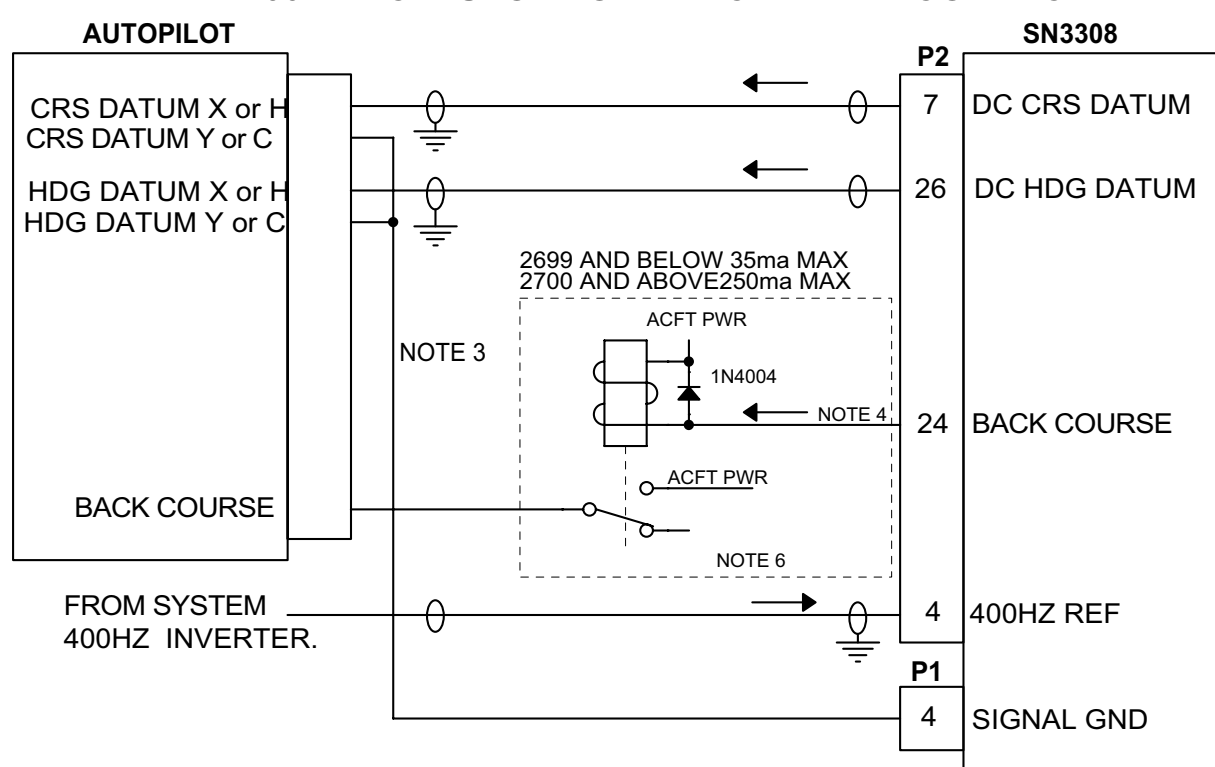 AUTOPILOT
SN3308
P2
CRS DATUM X or H
CRS DATUM Y or C
7
DC CRS DATUM
HDG DATUM X or H
HDG DATUM Y or C
26
DC HDG DATUM
2699 AND BELOW 35ma MAX
2700 AND ABOVE250ma MAX
ACFT PWR
NOTE 3
1N4004
NOTE 4
24
BACK COURSE
ACFT PWR
BACK COURSE
NOTE 6
FROM SYSTEM
400HZ INVERTER.
4
400HZ REF
P1
4
SIGNAL GND